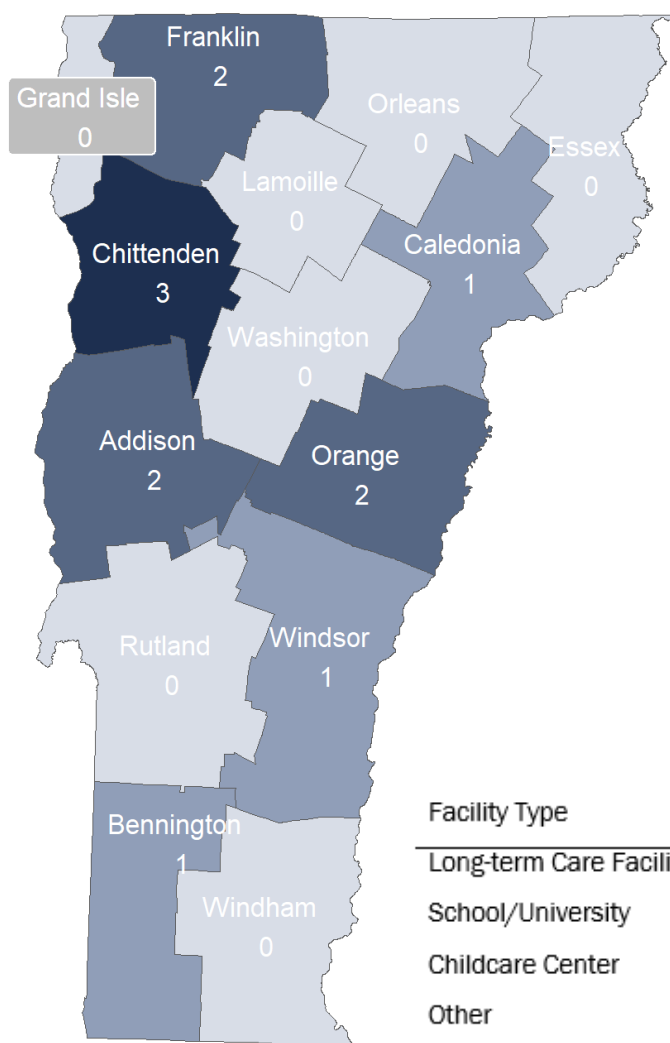 Franklin
2
Grand Isle
0
Orleans
0
Essex
0
Lamoille
0
Chittenden
3
Caledonia
1
Washington
0
Addison
2
Orange
2
Rutland
0
Windsor
1
Bennington
1
Windham
0
Facility Type
Long-term Care Facili
School/University
Childcare Center
Other